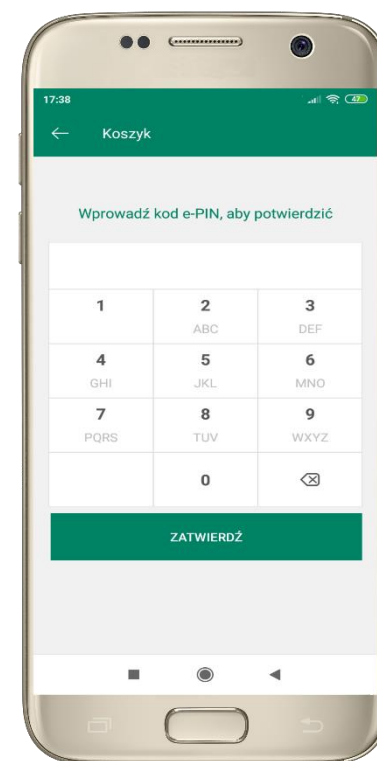 17:38
47
Koszyk
Wprowadź kod e-PIN, aby potwierdzić
1 2 3
ABC DEF
4 5 6
GHI JKL MNO
7 8 9
PQRS TUV WXYZ
0
ZATWIERDŹ